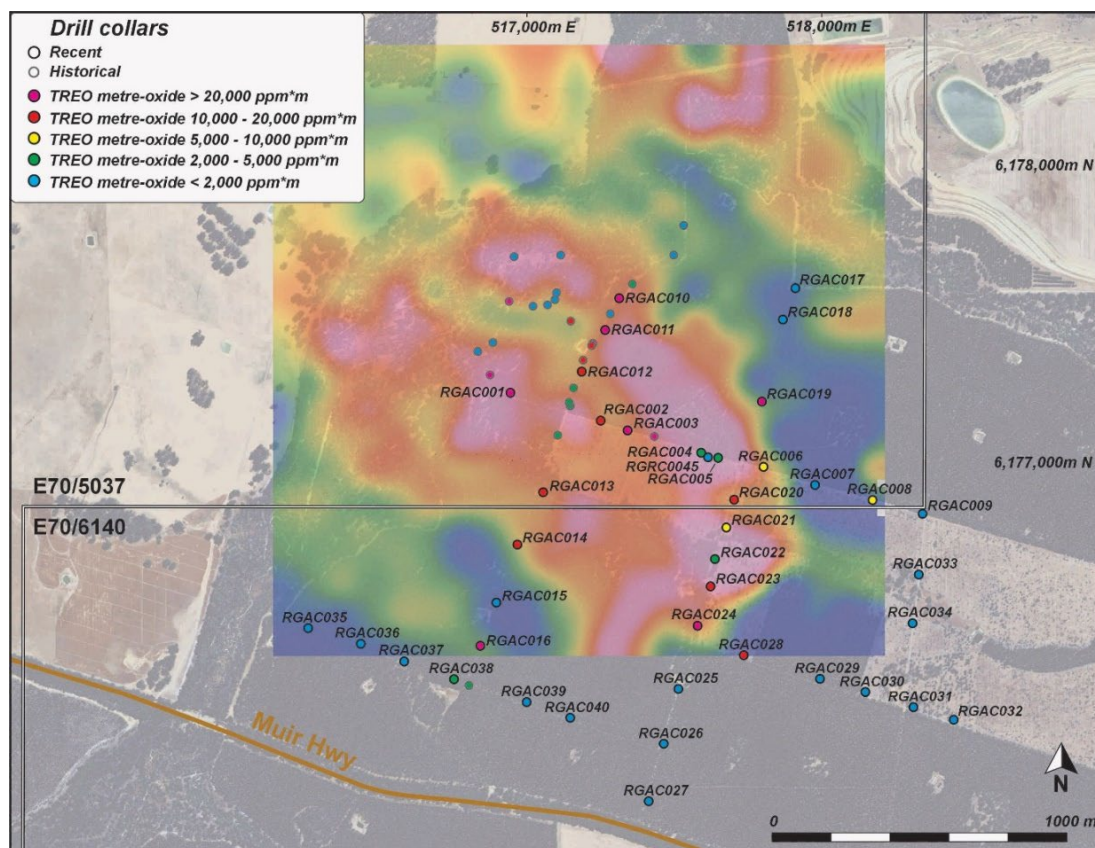 517,000m E
518,000m E
Drill collars
Recent
Historical
TREO metre-oxide > 20,000 ppm*m
TREO metre-oxide 10,000 - 20,000 ppm*m
TREO metre-oxide 5,000 - 10,000 ppm*m
TREO metre-oxide 2,000 - 5,000 ppm*m
TREO metre-oxide < 2,000 ppm*m
6,178,000m N
RGAC017
RGAC010
RGAC018
RGAC011
RGAC012
RGAC001
RGAC019
RGAC002
RGAC003
RGAC004
RGAC006
RGRC0045
RGAC005
RGAC007
6,177,000m N
RGAC008
E70/5037
RGAC013
RGAC020
RGAC009
E70/6140
RGAC021
RGAC014
RGAC022
RGAC033
RGAC023
RGAC015
RGAC035
RGAC024
RGAC034
RGAC036
RGAC016
RGAC028
RGAC037
RGAC038
RGAC029
RGAC025
RGAC030
RGAC039
RGAC031
RGAC040
RGAC032
Muir Hwy
RGAC026
N
RGAC027
0
1000 m